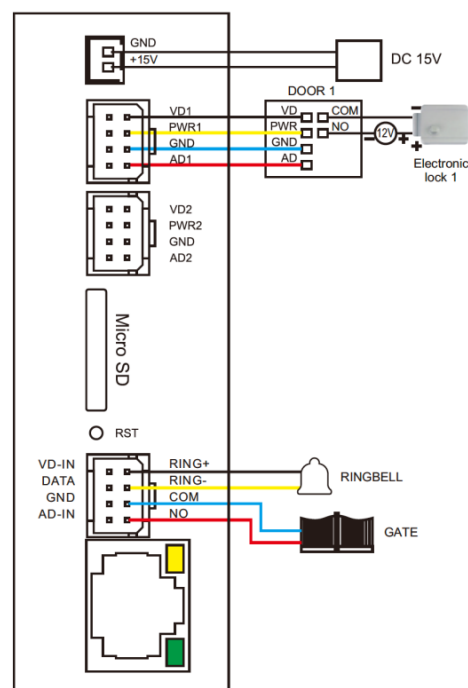 GND
+15V
DC 15V
DOOR 1
VD1
PWR1
GND
AD1
VD
PWR
GND
AD
COM
NO
12V
- +
- +
Electronic
lock 1
VD2
PWR2
GND
AD2
Micro SD
RST
VD-IN RING+
DATA RING-
GND COM
AD-IN NO
RINGBELL
GATE